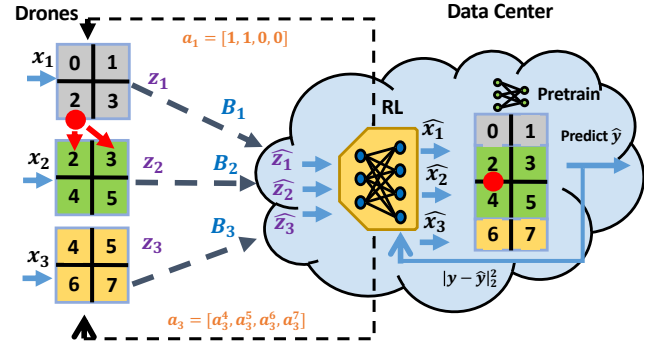 Drones
Data Center
a₁ = [1, 1, 0, 0]
x₁
0 1
2 3
z₁
B₁
x₂
2 3
4 5
z₂
B₂
x₃
4 5
6 7
z₃
B₃
a₃ = [a₃⁴, a₃⁵, a₃⁶, a₃⁷]
ẑ₁
ẑ₂
ẑ₃
RL
x̂₁
x̂₂
x̂₃
Pretrain
0 1
2 3
4 5
6 7
Predict ŷ
|y − ŷ|₂²